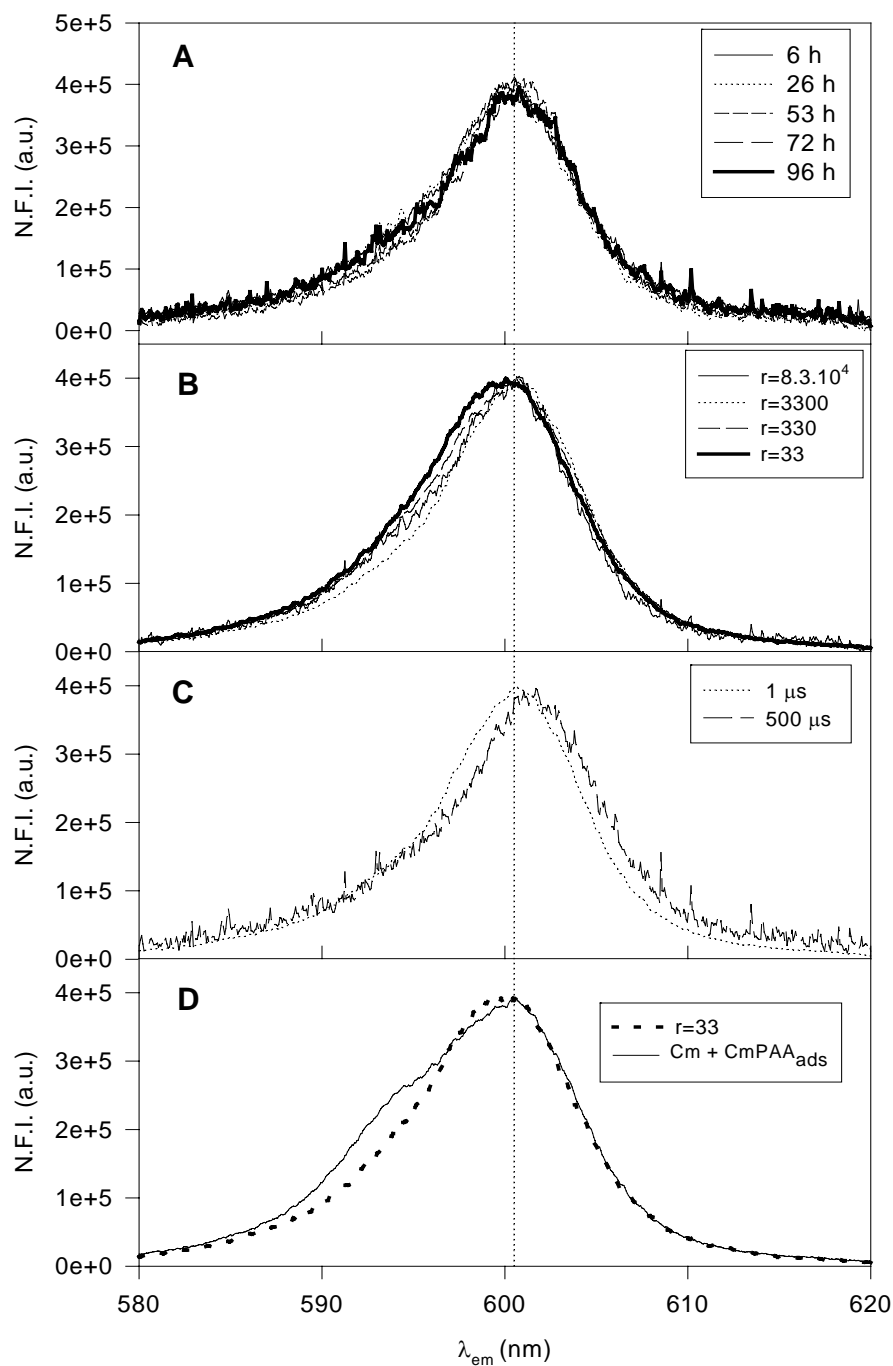 A
N.F.I. (a.u.)
5e+5
4e+5
3e+5
2e+5
1e+5
0e+0
6 h
26 h
53 h
72 h
96 h
B
N.F.I. (a.u.)
4e+5
3e+5
2e+5
1e+5
0e+0
r=8.3.10⁴
r=3300
r=330
r=33
C
N.F.I. (a.u.)
4e+5
3e+5
2e+5
1e+5
0e+0
1 μs
500 μs
D
N.F.I. (a.u.)
4e+5
3e+5
2e+5
1e+5
0e+0
r=33
Cm + CmPAAads
580 590 600 610 620
λem (nm)